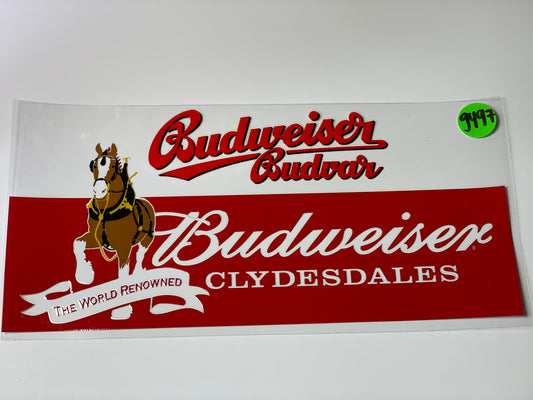 Budweiser
Budvar
9497
Budweiser
CLYDESDALES
THE WORLD RENOWNED